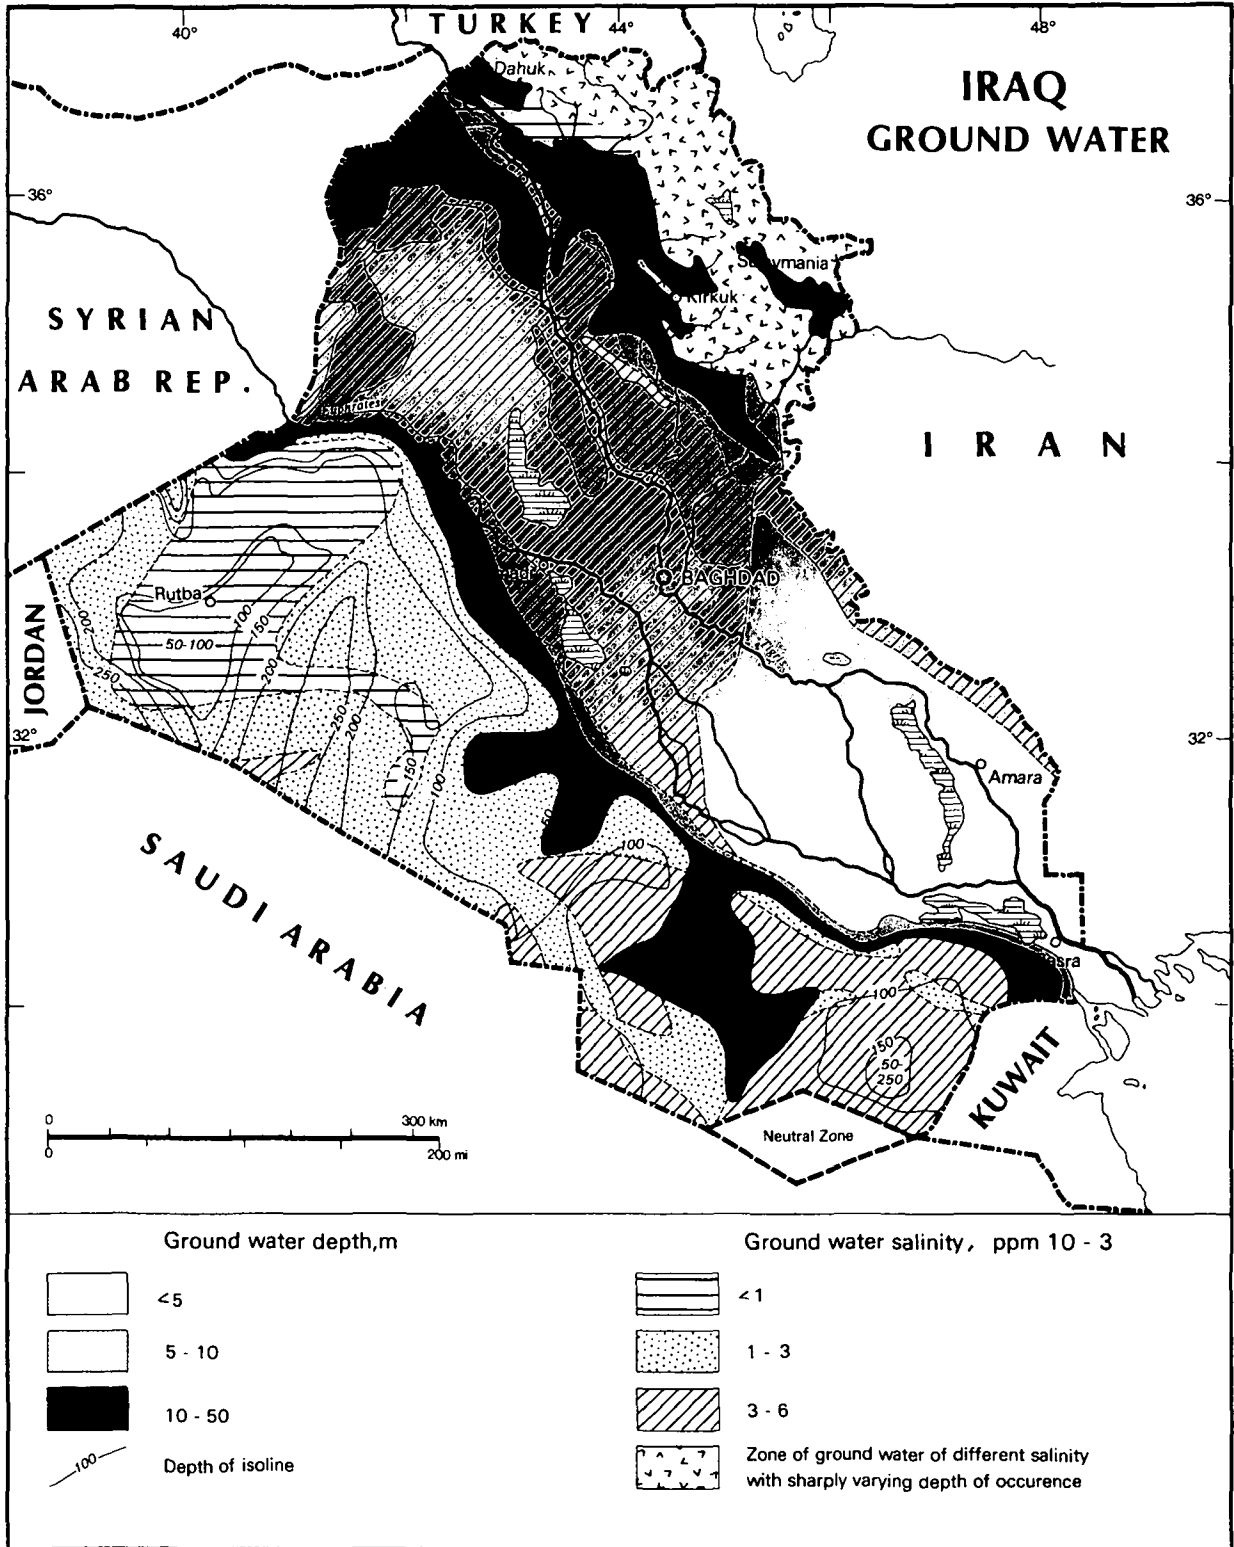 40°
TURKEY
44°
48°
Dahuk
IRAQ
GROUND WATER
36°
36°
SYRIAN
ARAB REP.
Kirkuk
Euphrates
IRAN
BAGHDAD
Rutba
100
150
50-100
200
200
250
250
200
150
100
JORDAN
32°
32°
Amara
SAUDI ARABIA
100
100
50-
250
KUWAIT
0
300 km
0
200 mi
Neutral Zone
Ground water depth,m
<5
5 - 10
10 - 50
100
Depth of isoline
Ground water salinity, ppm 10 - 3
<1
1 - 3
3 - 6
Zone of ground water of different salinity
with sharply varying depth of occurence